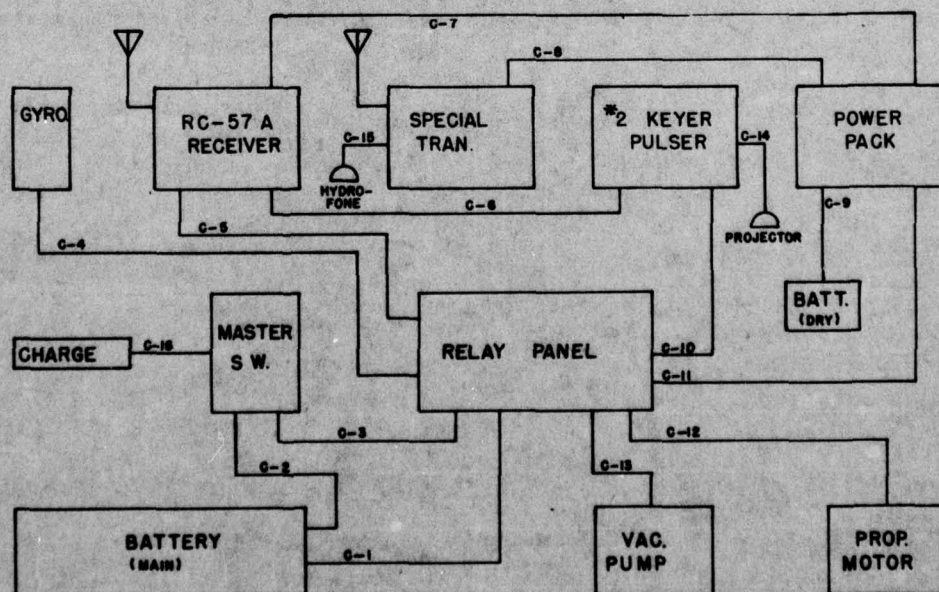 C-7
C-8
GYRO.
RC-57 A
RECEIVER
C-15
HYDRO-
FONE
SPECIAL
TRAN.
*2 KEYER
PULSER
C-14
PROJECTOR
POWER
PACK
C-9
BATT.
(DRY)
C-6
C-5
C-4
CHARGE
C-16
MASTER
SW.
RELAY PANEL
C-10
C-11
C-3
C-2
C-12
C-13
BATTERY
(MAIN)
C-1
VAC.
PUMP
PROP.
MOTOR